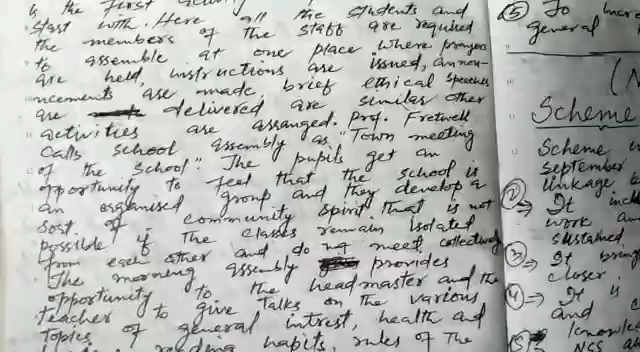 is the first
start with. Here all the students and
the members of the staff are required
to assemble at one place where prayers
are held, instructions are issued, annou-
ncements are made, brief ethical speeches
are delivered are similar other
activities are arranged. Prof. Fretwell
calls school assembly as "Town meeting
of the school". The pupils get an
opportunity to feel that the school is
an organised group and they develop a
sort of community spirit that is not
possible if the classes remain isolated
from each other and do not meet collectively
The morning assembly provides
opportunity to the headmaster and the
teacher to give talks on the various
topics of general intrest, health and
reading habits, rules of the
⑤ To
general
Scheme
Scheme
September
linkage
②→ It
work an
sustained
③→ It
closer
④→ It is
and
⑤
NSS